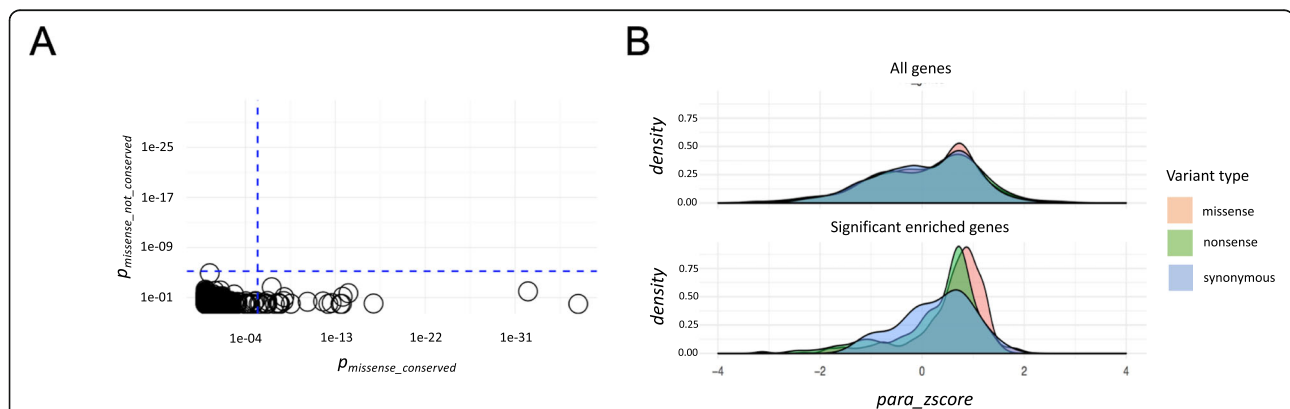 A
1e-25
1e-17
1e-09
1e-01
p_missense_not_conserved
1e-04
1e-13
1e-22
1e-31
p_missense_conserved
B
All genes
0.75
0.50
0.25
0.00
density
Significant enriched genes
0.75
0.50
0.25
0.00
density
-4
-2
0
2
4
para_zscore
Variant type
missense
nonsense
synonymous